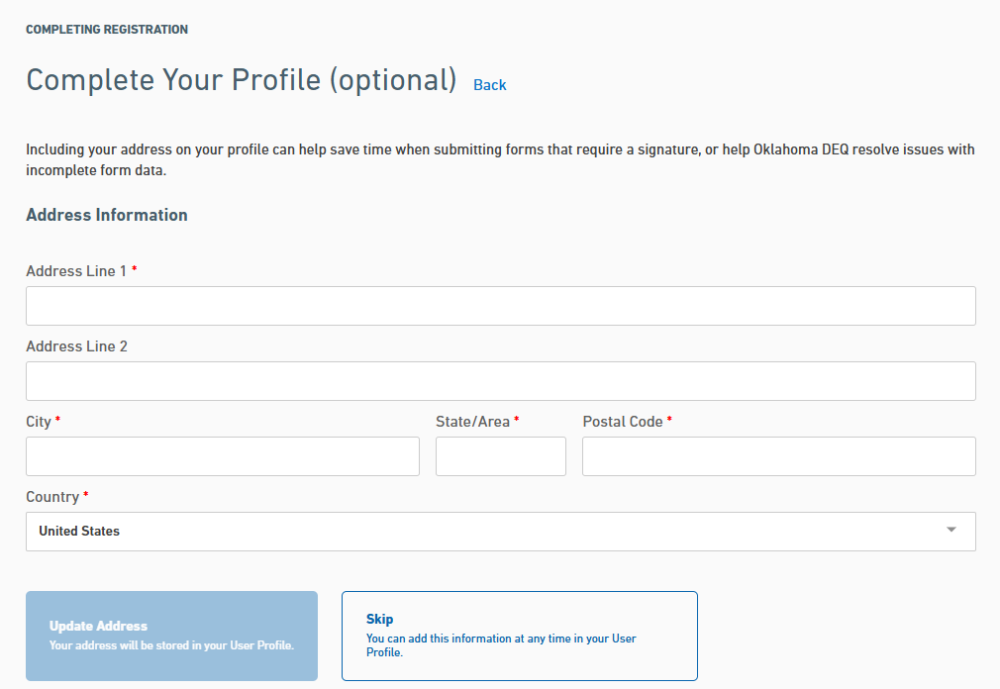 COMPLETING REGISTRATION
Complete Your Profile (optional) Back
Including your address on your profile can help save time when submitting forms that require a signature, or help Oklahoma DEQ resolve issues with
incomplete form data.
Address Information
Address Line 1 *
Address Line 2
City * State/Area * Postal Code *
Country *
United States
Update Address
Your address will be stored in your User Profile.
Skip
You can add this information at any time in your User
Profile.